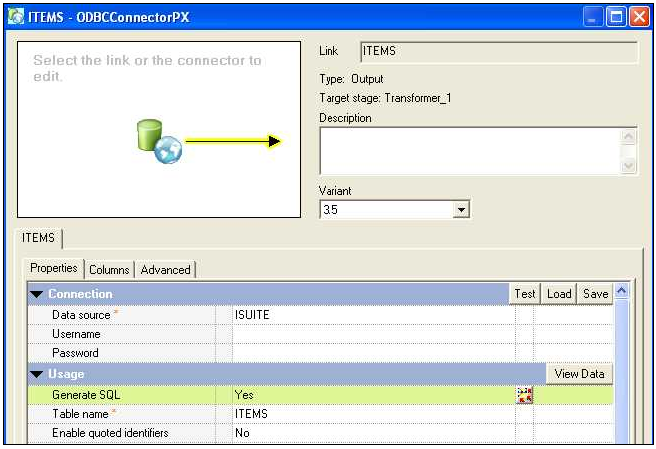 ITEMS - ODBCConnectorPX
Select the link or the connector to
edit.
Link ITEMS
Type: Output
Target stage: Transformer_1
Description
Variant
3.5
ITEMS
Properties Columns Advanced
Connection Test Load Save
Data source * ISUITE
Username
Password
Usage View Data
Generate SQL Yes
Table name * ITEMS
Enable quoted identifiers No